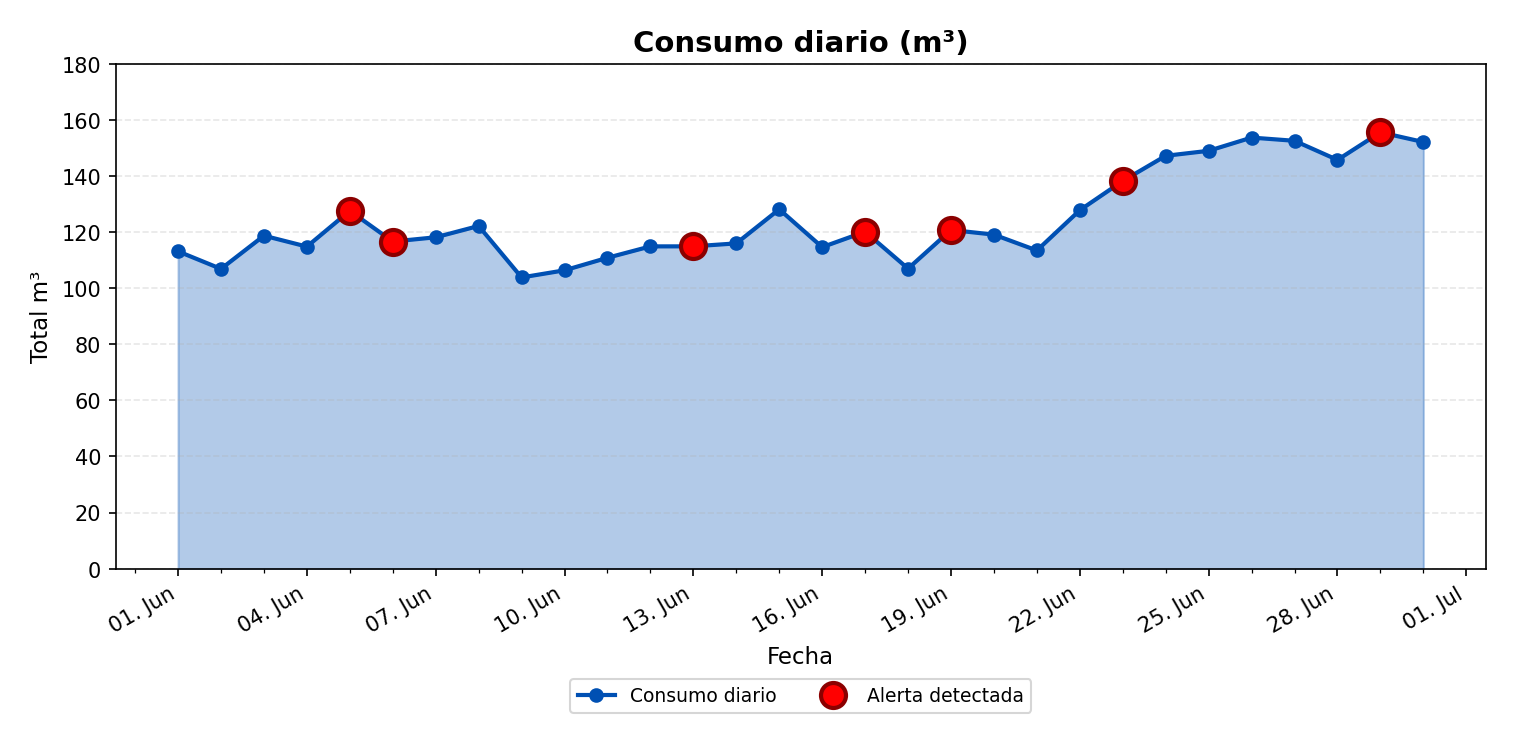 Consumo diario (m³)
Total m³
180
160
140
120
100
80
60
40
20
0
01. Jun
04. Jun
07. Jun
10. Jun
13. Jun
16. Jun
19. Jun
22. Jun
25. Jun
28. Jun
01. Jul
Fecha
Consumo diario
Alerta detectada